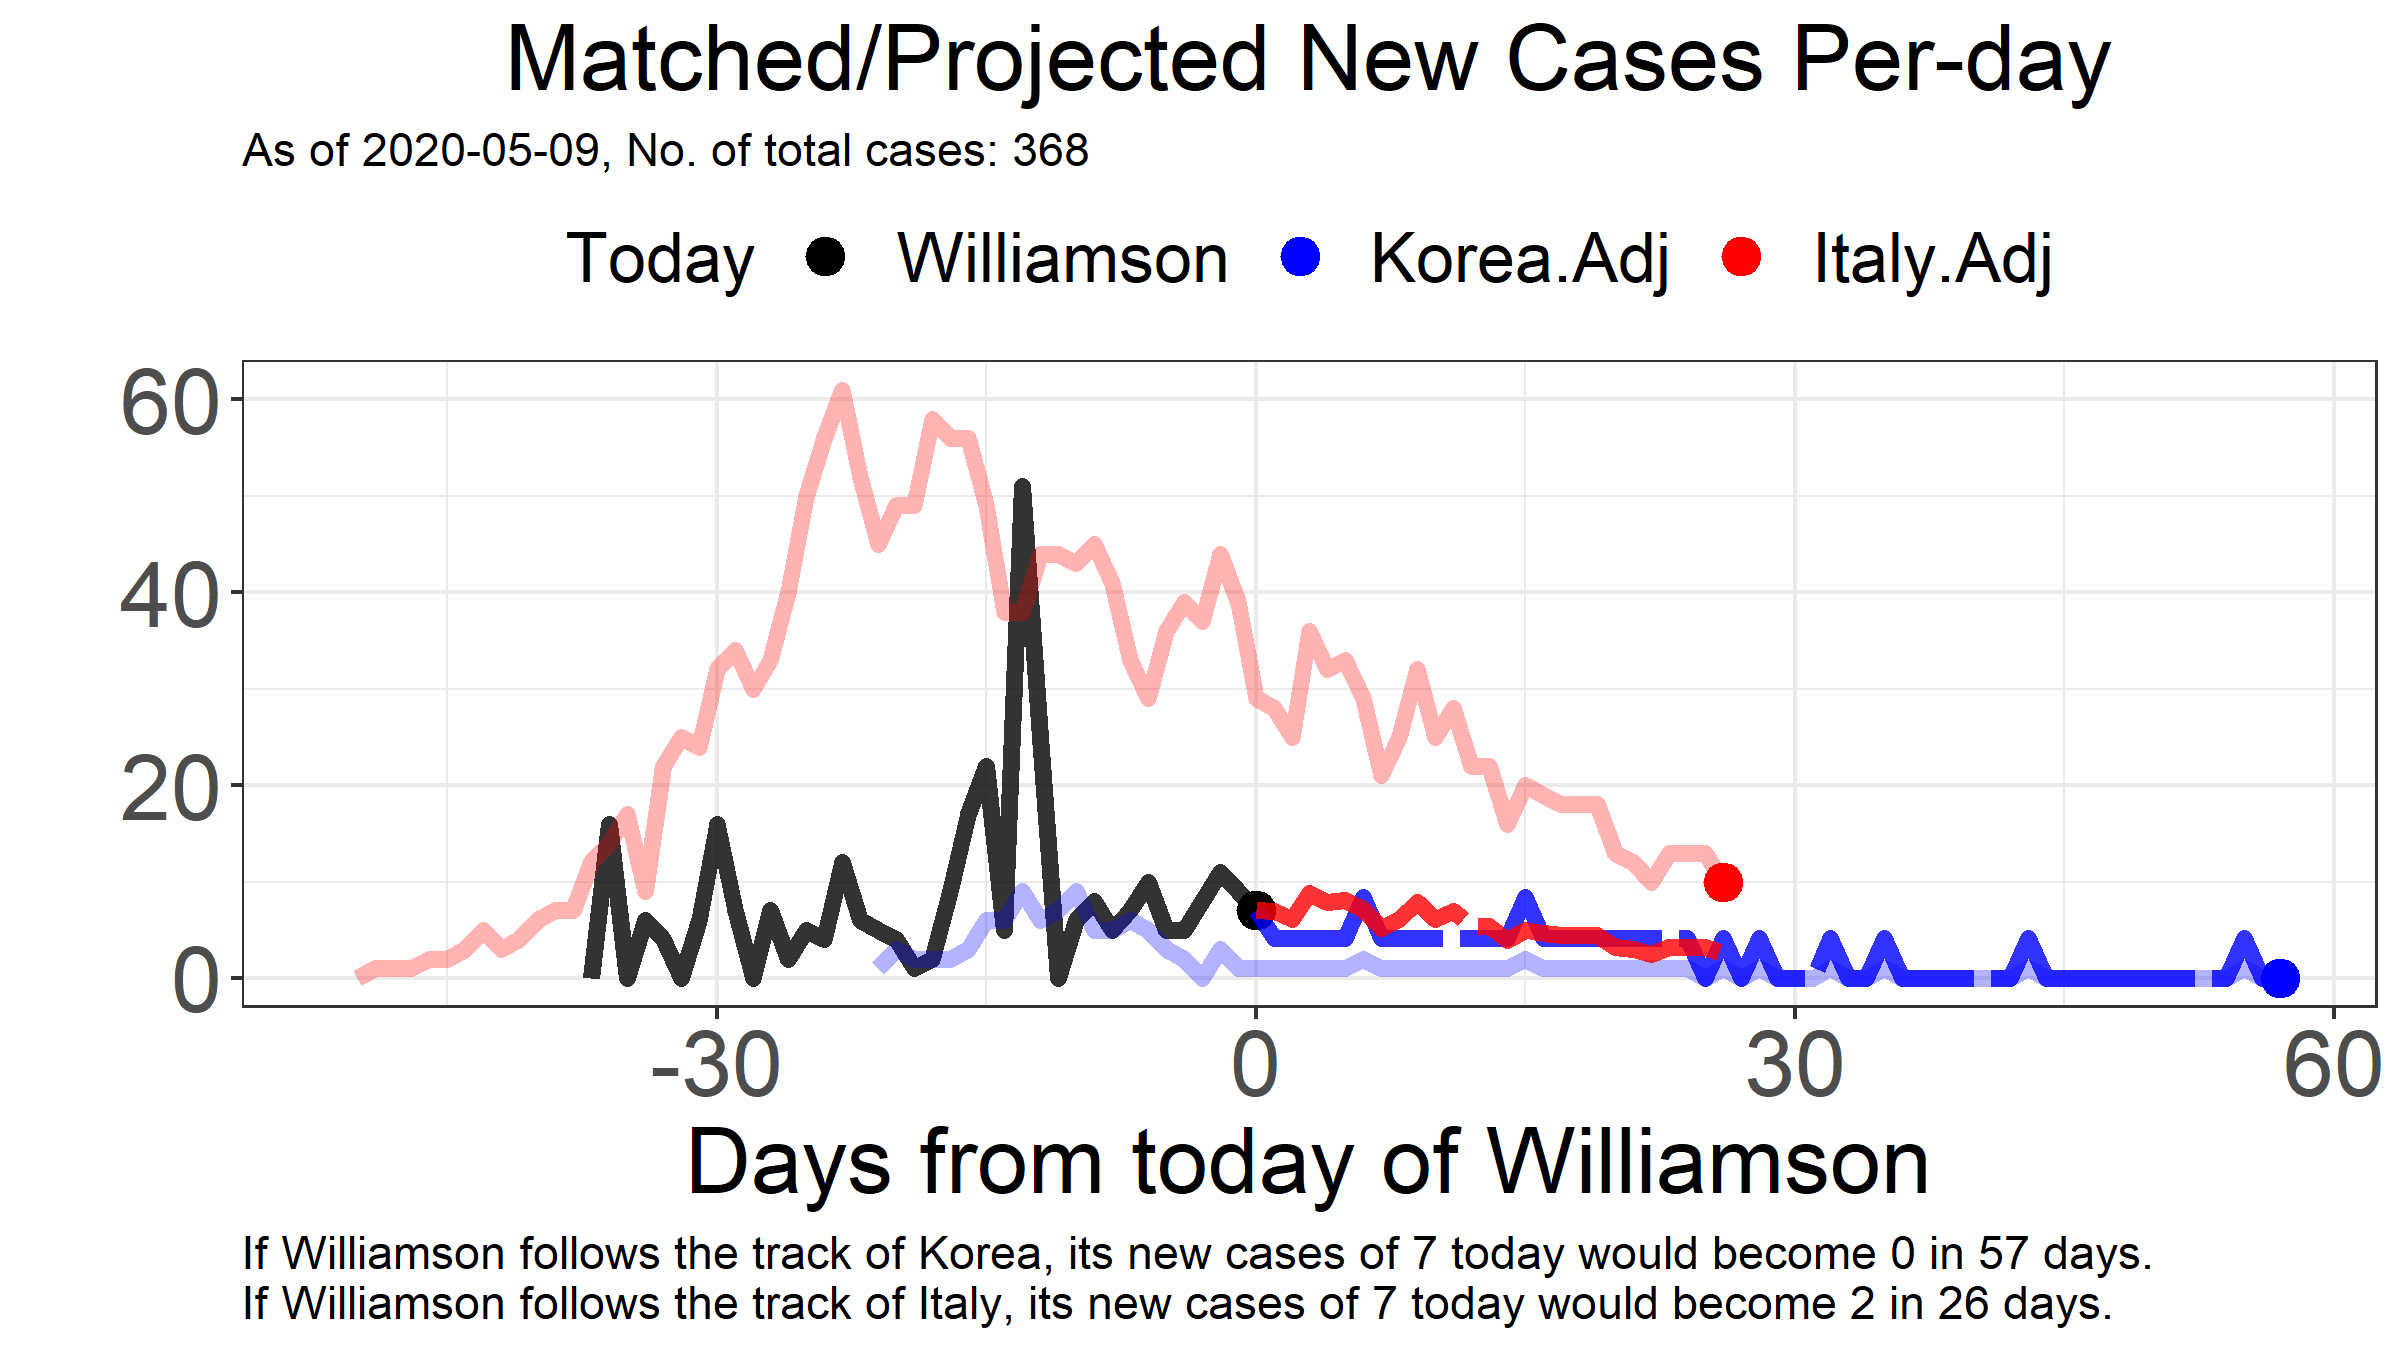 Matched/Projected New Cases Per-day
As of 2020-05-09, No. of total cases: 368
Today Williamson Korea.Adj Italy.Adj
60
40
20
0
-30 0 30 60
Days from today of Williamson
If Williamson follows the track of Korea, its new cases of 7 today would become 0 in 57 days.
If Williamson follows the track of Italy, its new cases of 7 today would become 2 in 26 days.